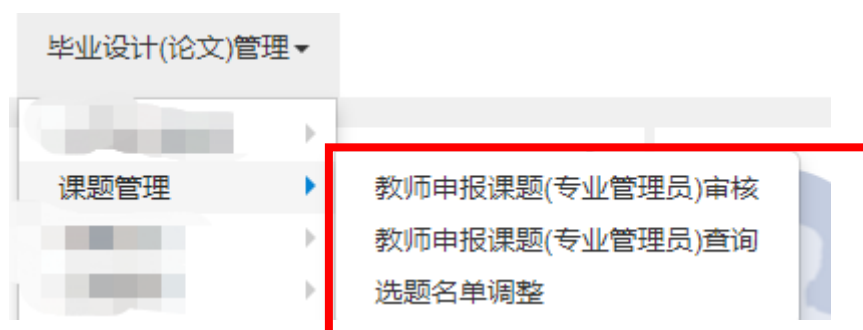 毕业设计(论文)管理
课题管理
教师申报课题(专业管理员)审核
教师申报课题(专业管理员)查询
选题名单调整